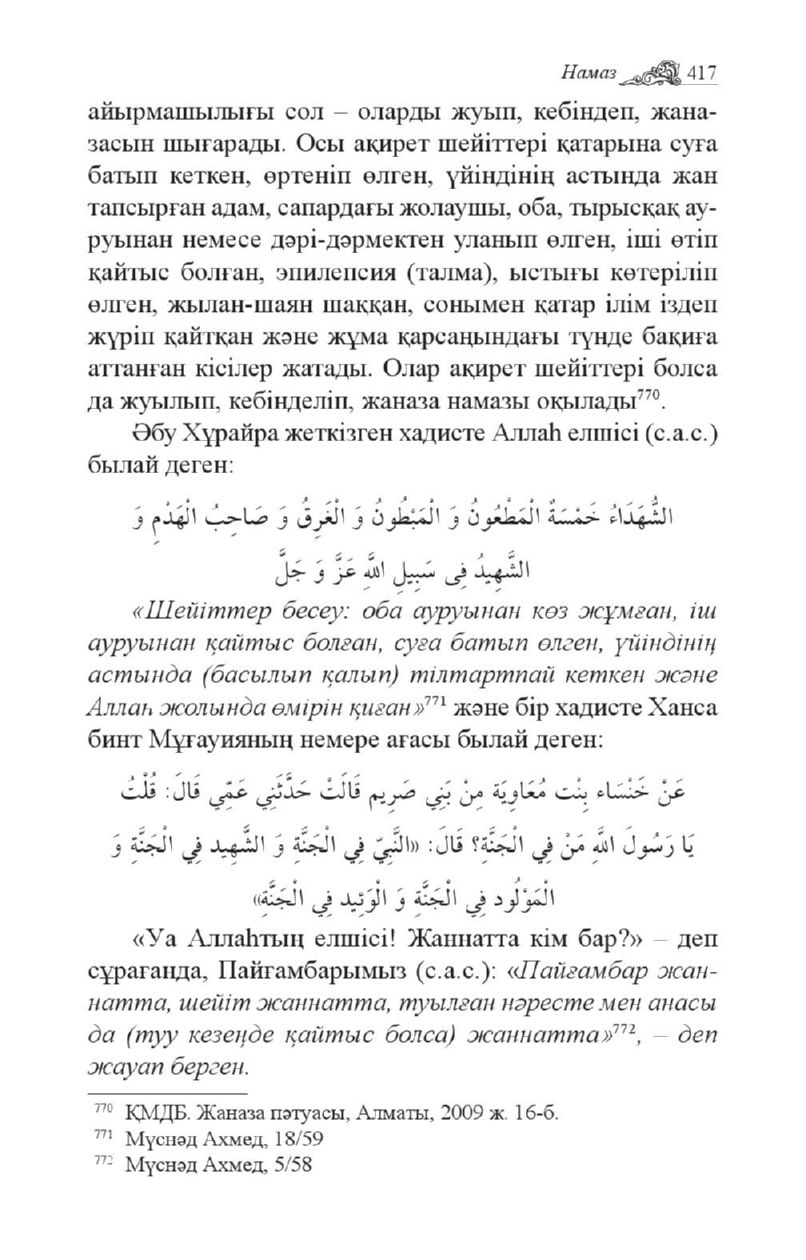 Намаз 417
айырмашылығы сол – оларды жуып, кебіндеп, жана-
засын шығарады. Осы ақирет шейіттері қатарына суға
батып кеткен, өртеніп өлген, үйіндінің астында жан
тапсырған адам, сапардағы жолаушы, оба, тырысқақ ау-
руынан немесе дәрі-дәрмектен уланып өлген, іші өтіп
қайтыс болған, эпилепсия (талма), ыстығы көтеріліп
өлген, жылан-шаян шаққан, сонымен қатар ілім іздеп
жүріп қайтқан және жұма қарсаңындағы түнде бақиға
аттанған кісілер жатады. Олар ақирет шейіттері болса
да жуылып, кебінделіп, жаназа намазы оқылады⁷⁷⁰.
Әбу Хұрайра жеткізген хадисте Аллаһ елшісі (с.а.с.)
былай деген:
الشُّهَدَاءُ خَمْسَةٌ الْمَطْعُونُ وَ الْمَبْطُونُ وَ الْغَرِقُ وَ صَاحِبُ الْهَدْمِ وَ
الشَّهِيدُ فِى سَبِيلِ اللَّهِ عَزَّ وَ جَلَّ
«Шейіттер бесеу: оба ауруынан көз жұмған, іш
ауруынан қайтыс болған, суға батып өлген, үйіндінің
астында (басылып қалып) тілтартпай кеткен және
Аллаһ жолында өмірін қиған»⁷⁷¹ және бір хадисте Ханса
бинт Мұғауияның немере ағасы былай деген:
عَنْ خَنْسَاء بِنْت مُعَاوِيَة مِنْ بَنِي صَرِيم قَالَتْ حَدَّثَنِي عَمِّي قَالَ: قُلْتُ
يَا رَسُولَ اللَّهِ مَنْ فِي الْجَنَّةِ؟ قَالَ: «النَّبِيّ فِي الْجَنَّةِ وَ الشَّهِيد فِي الْجَنَّةِ وَ
الْمَوْلُود فِي الْجَنَّةِ وَ الْوَئِيد فِي الْجَنَّةِ»
«Уа Аллаһтың елшісі! Жаннатта кім бар?» – деп
сұрағанда, Пайғамбарымыз (с.а.с.): «Пайғамбар жан-
натта, шейіт жаннатта, туылған нәресте мен анасы
да (туу кезеңде қайтыс болса) жаннатта»⁷⁷², – деп
жауап берген.
⁷⁷⁰ ҚМДБ. Жаназа пәтуасы, Алматы, 2009 ж. 16-б.
⁷⁷¹ Мүснәд Ахмед, 18/59
⁷⁷² Мүснәд Ахмед, 5/58